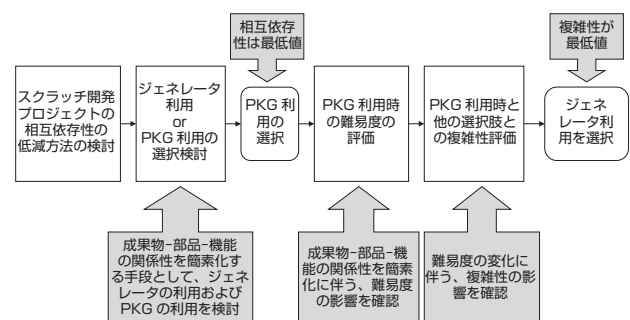 相互依存
性は最低値
複雑性が
最低値
スクラッチ開発
プロジェクトの
相互依存性の
低減方法の検討
ジェネレータ
利用
or
PKG 利用の
選択検討
PKG 利
用の
選択
PKG 利用時
の難易度の
評価
PKG 利用時と
他の選択肢と
の複雑性評価
ジェネ
レータ利
用を選択
成果物-部品-機能
の関係性を簡素化す
る手段として、ジェネ
レータの利用および
PKG の利用を検討
成果物-部品-機
能の関係性を簡素
化に伴う、難易度
の影響を確認
難易度の変化に
伴う、複雑性の影
響を確認